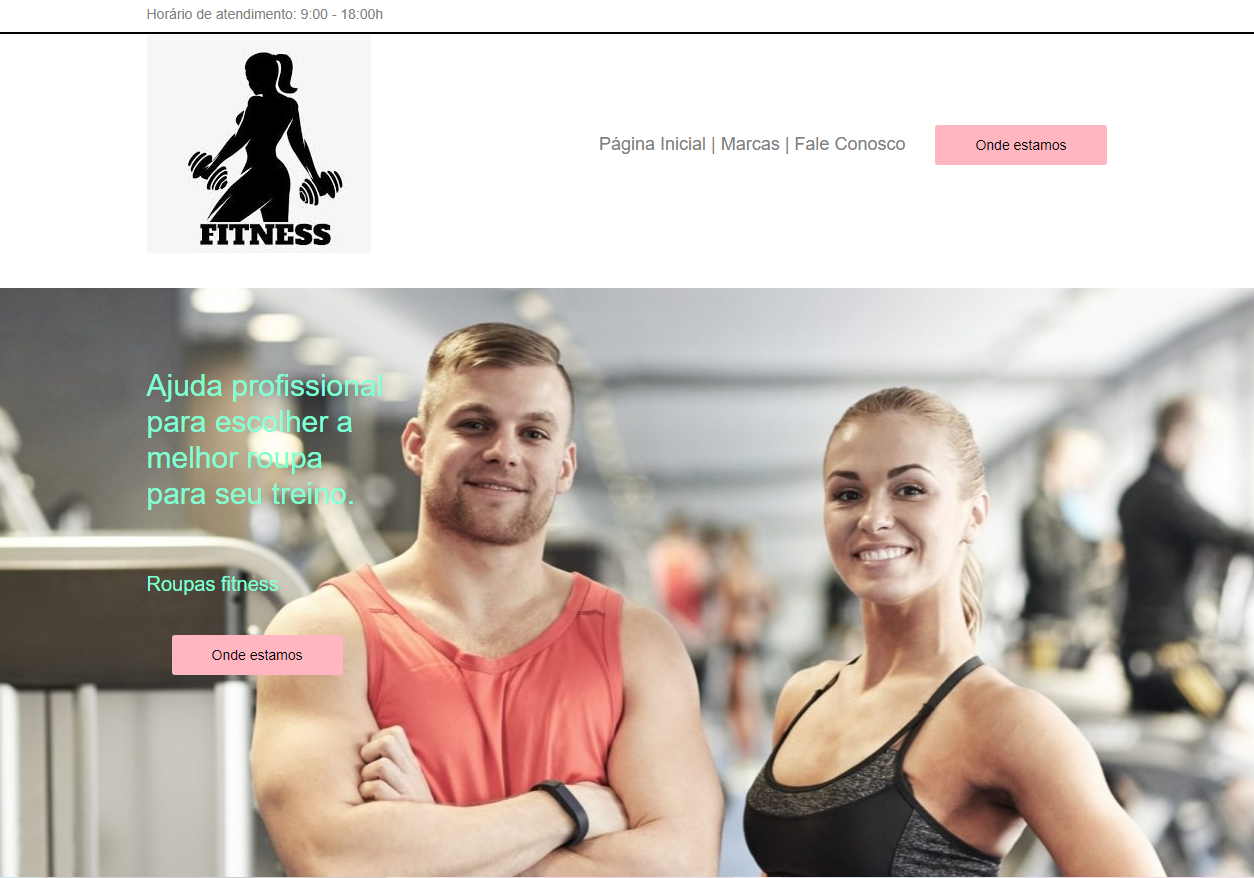 Horário de atendimento: 9:00 - 18:00h
FITNESS
Página Inicial | Marcas | Fale Conosco
Onde estamos
Ajuda profissional
para escolher a
melhor roupa
para seu treino.
Roupas fitness
Onde estamos